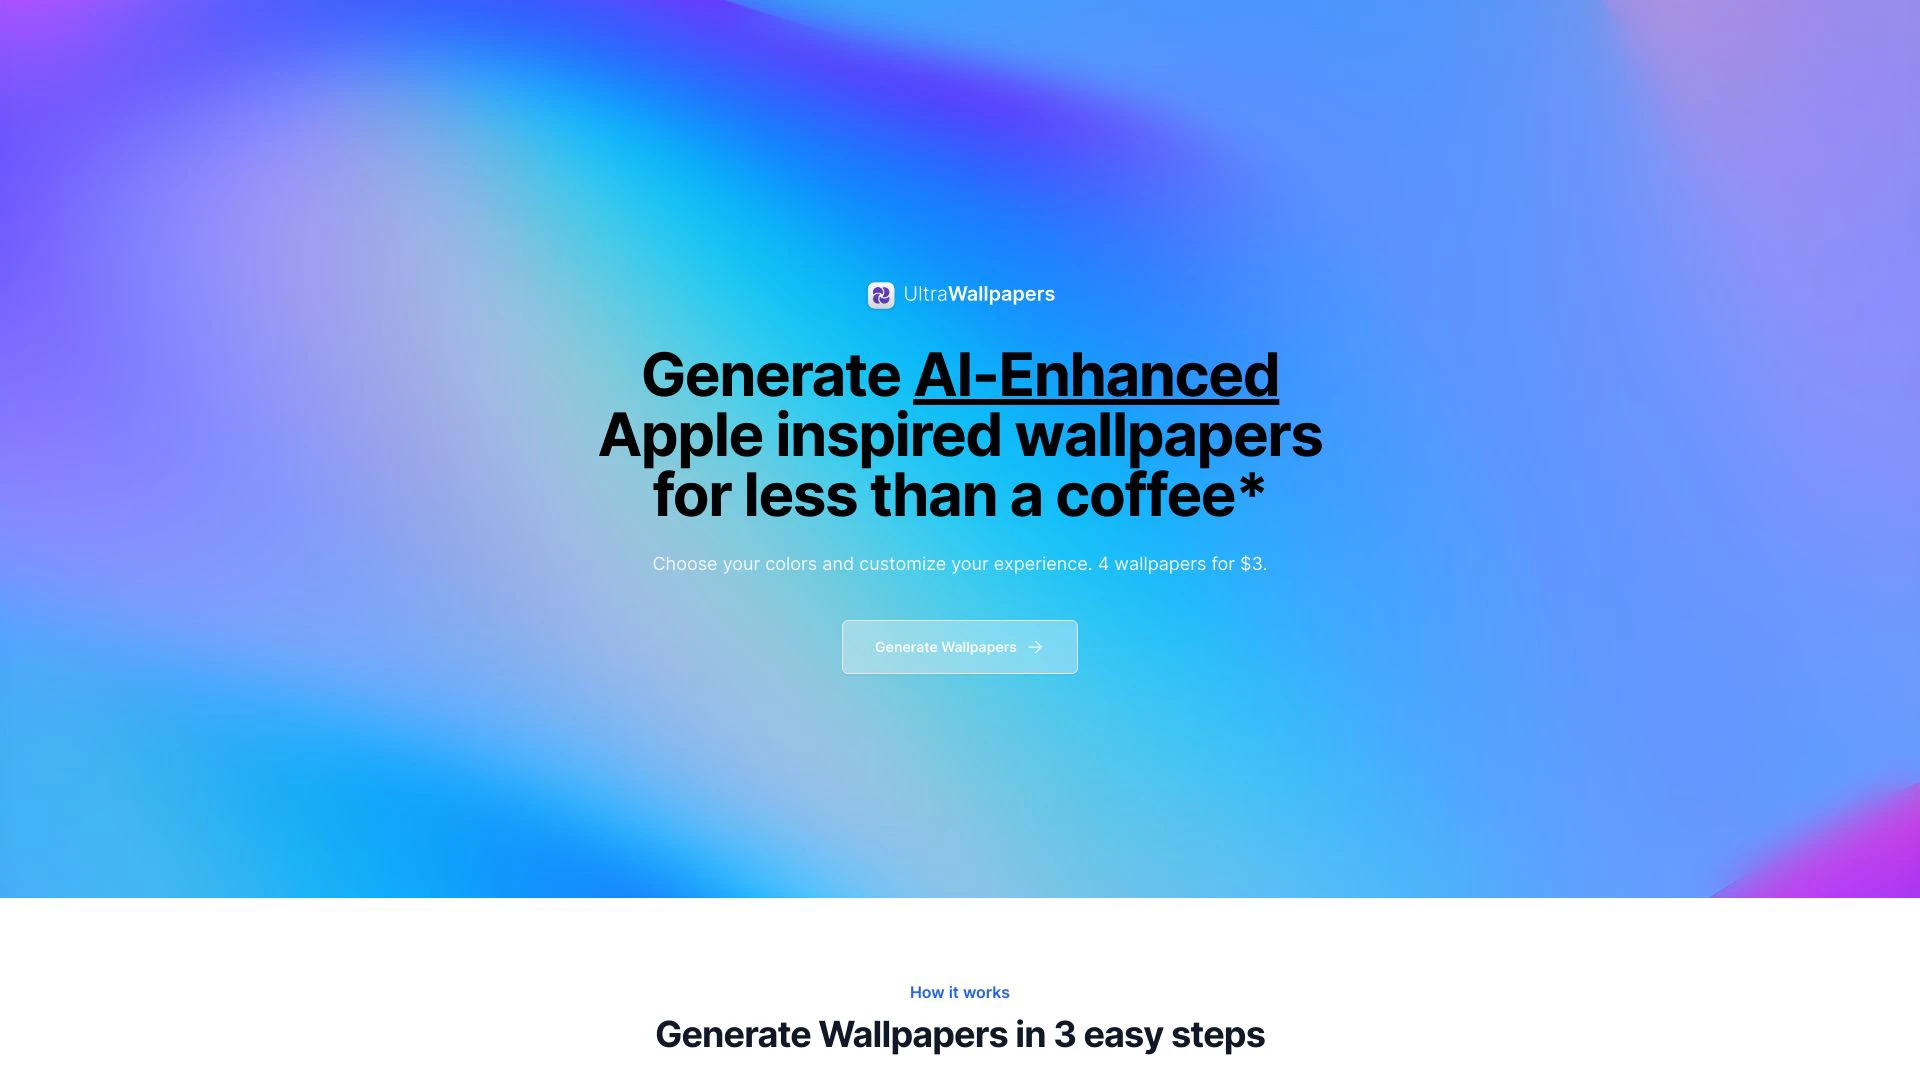 UltraWallpapers
Generate AI-Enhanced
Apple inspired wallpapers
for less than a coffee*
Choose your colors and customize your experience. 4 wallpapers for $3.
Generate Wallpapers
How it works
Generate Wallpapers in 3 easy steps